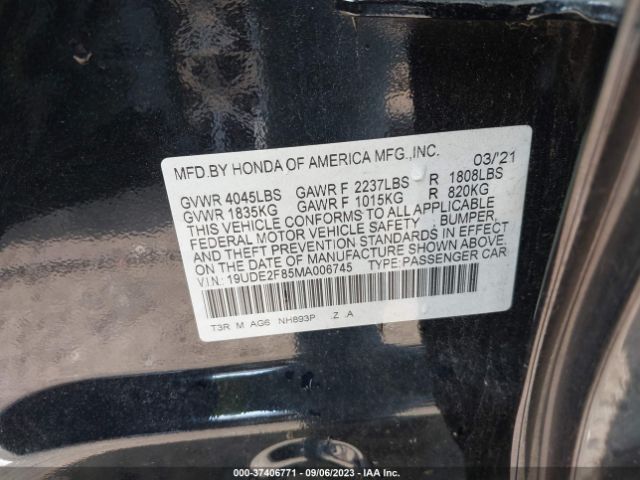 MFD.BY HONDA OF AMERICA MFG.,INC. 03/'21
GVWR 4045LBS GAWR F 2237LBS R 1808LBS
GVWR 1835KG GAWR F 1015KG R 820KG
THIS VEHICLE CONFORMS TO ALL APPLICABLE
FEDERAL MOTOR VEHICLE SAFETY , BUMPER,
AND THEFT PREVENTION STANDARDS IN EFFECT
ON THE DATE OF MANUFACTURE SHOWN ABOVE.
V.I.N.: 19UDE2F85MA006745 TYPE:PASSENGER CAR
T3R M AG6 NH893P .Z .A
000-37406771 - 09/06/2023 - IAA Inc.